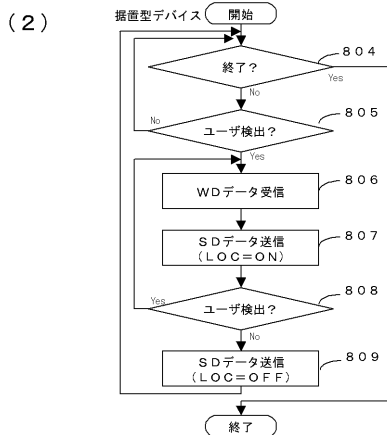 (2)
据置型デバイス
開始
終了?
804
Yes
No
ユーザ検出?
805
No
Yes
WDデータ受信
806
SDデータ送信
(LOC=ON)
807
ユーザ検出?
808
Yes
No
SDデータ送信
(LOC=OFF)
809
終了